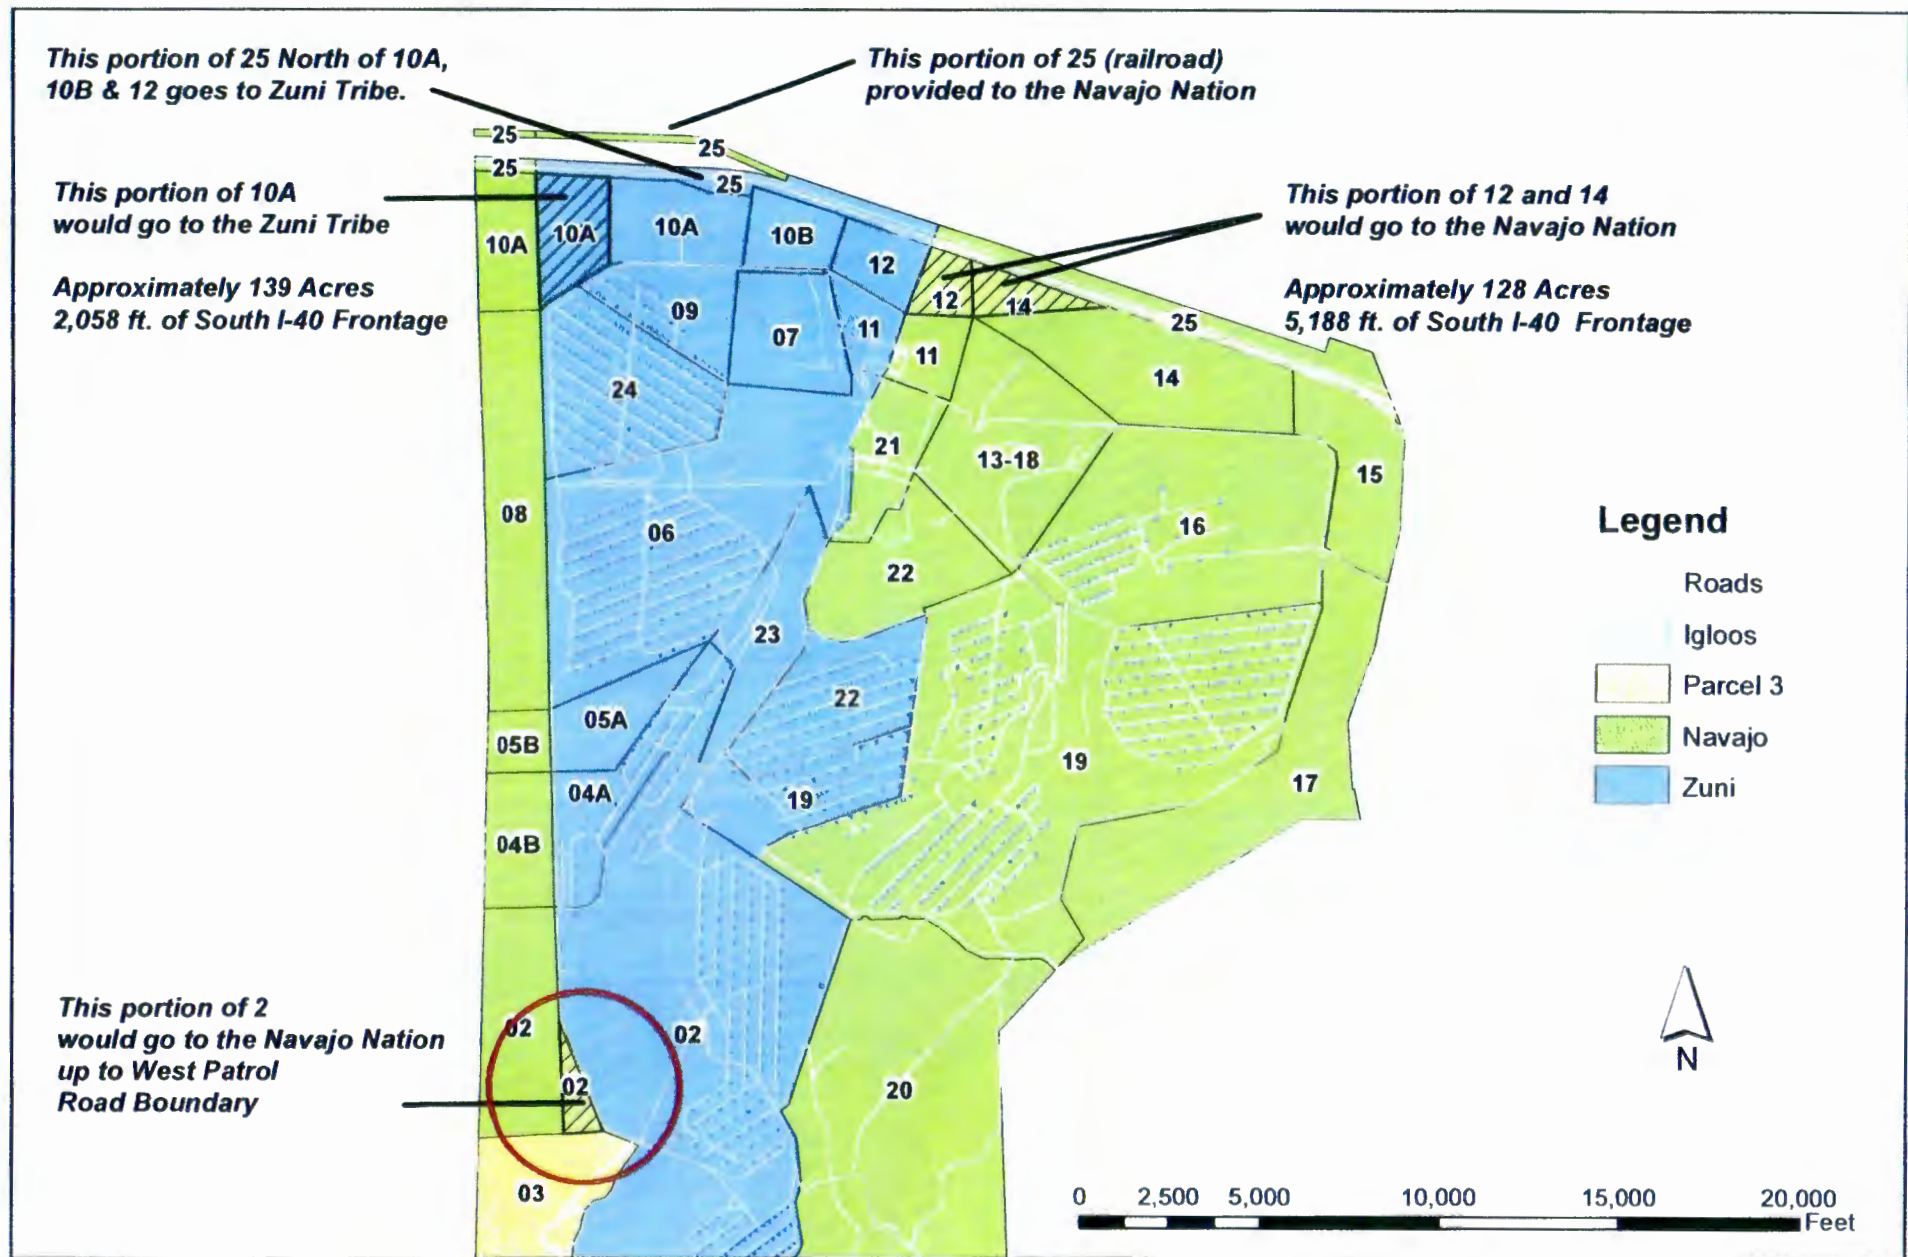 This portion of 25 North of 10A,
10B & 12 goes to Zuni Tribe.
This portion of 25 (railroad)
provided to the Navajo Nation
This portion of 10A
would go to the Zuni Tribe
Approximately 139 Acres
2,058 ft. of South I-40 Frontage
This portion of 12 and 14
would go to the Navajo Nation
Approximately 128 Acres
5,188 ft. of South I-40 Frontage
25
25
25
25
10A
10A
10A
10B
12
12
14
25
09
07
11
11
14
24
21
13-18
15
08
06
16
22
23
22
05A
05B
19
19
17
04A
04B
This portion of 2
would go to the Navajo Nation
up to West Patrol
Road Boundary
02
02
02
20
03
Legend
Roads
Igloos
Parcel 3
Navajo
Zuni
N
0 2,500 5,000 10,000 15,000 20,000
Feet